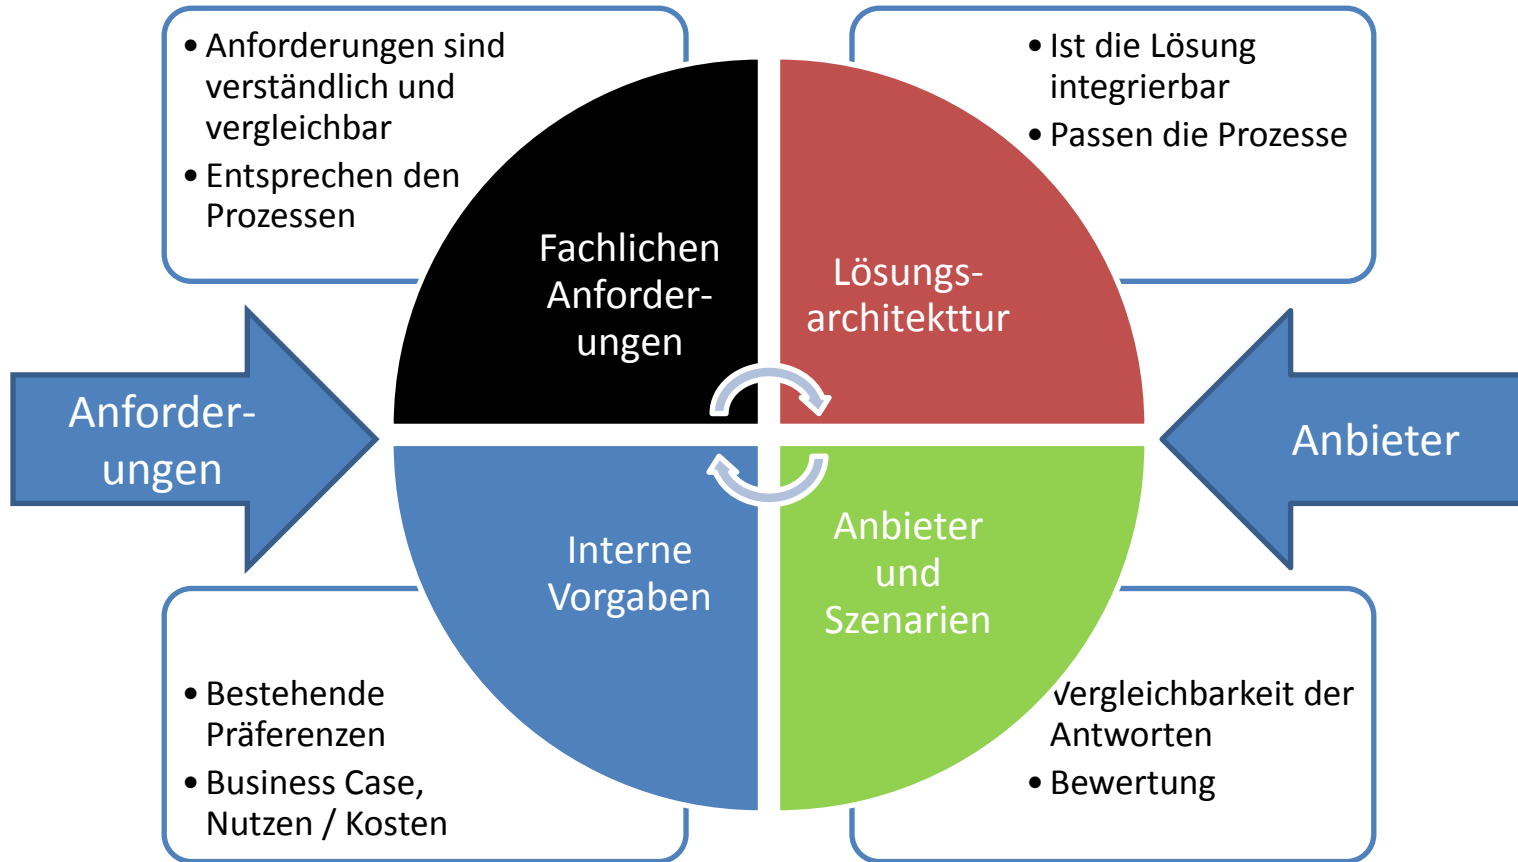 • Anforderungen sind
verständlich und
vergleichbar
• Entsprechen den
Prozessen
• Ist die Lösung
integrierbar
• Passen die Prozesse
Fachlichen
Anforder-
ungen
Lösungs-
architekttur
Anforder-
ungen
Anbieter
Interne
Vorgaben
Anbieter
und
Szenarien
• Bestehende
Präferenzen
• Business Case,
Nutzen / Kosten
Vergleichbarkeit der
Antworten
• Bewertung